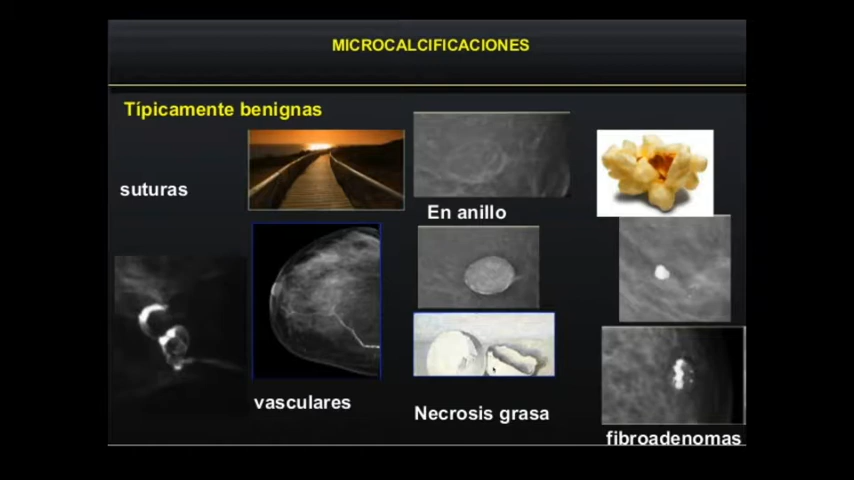 MICROCALCIFICACIONES
Típicamente benignas
suturas
En anillo
vasculares
Necrosis grasa
fibroadenomas